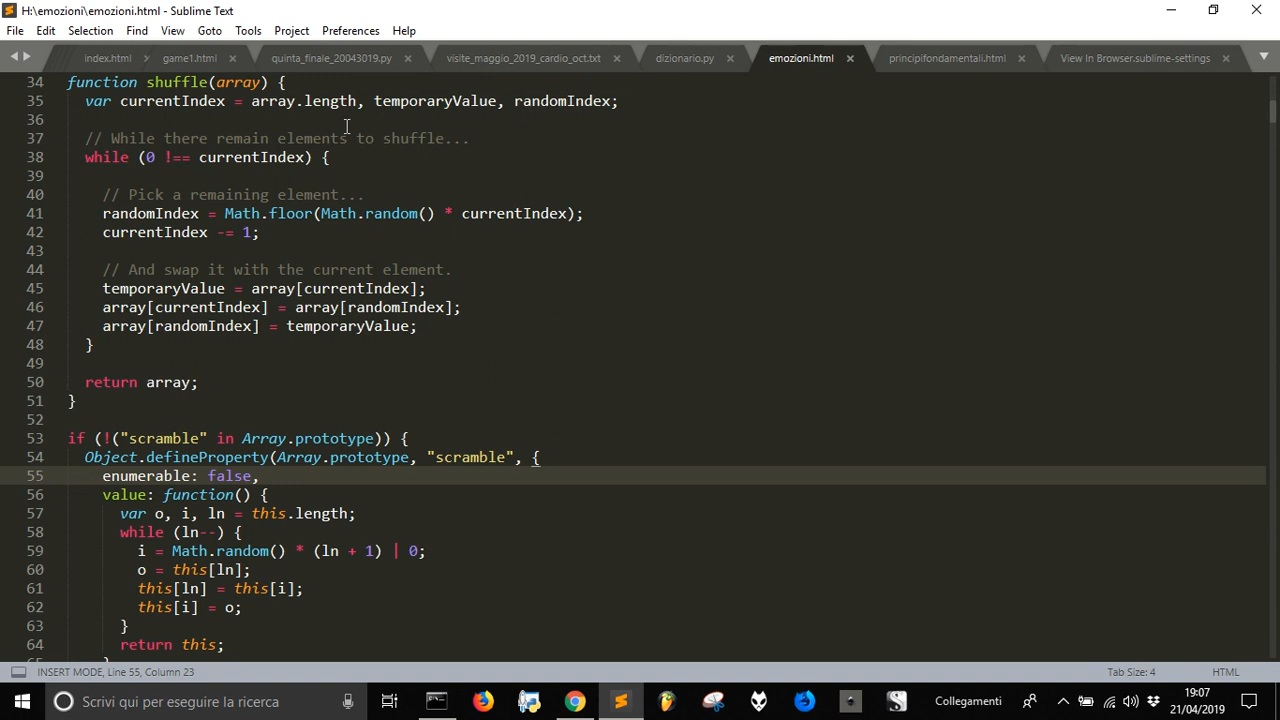 H:\emozioni\emozioni.html - Sublime Text
File Edit Selection Find View Goto Tools Project Preferences Help
index.html game1.html quinta_finale_20043019.py visite_maggio_2019_cardio_oct.txt dizionario.py emozioni.html principifondamentali.html View In Browser.sublime-settings
34 function shuffle(array) {
35 var currentIndex = array.length, temporaryValue, randomIndex;
36
37 // While there remain elements to shuffle...
38 while (0 !== currentIndex) {
39
40 // Pick a remaining element...
41 randomIndex = Math.floor(Math.random() * currentIndex);
42 currentIndex -= 1;
43
44 // And swap it with the current element.
45 temporaryValue = array[currentIndex];
46 array[currentIndex] = array[randomIndex];
47 array[randomIndex] = temporaryValue;
48 }
49
50 return array;
51 }
52
53 if (!("scramble" in Array.prototype)) {
54 Object.defineProperty(Array.prototype, "scramble", {
55 enumerable: false,
56 value: function() {
57 var o, i, ln = this.length;
58 while (ln--) {
59 i = Math.random() * (ln + 1) | 0;
60 o = this[ln];
61 this[ln] = this[i];
62 this[i] = o;
63 }
64 return this;
65 }
INSERT MODE, Line 55, Column 23 Tab Size: 4 HTML
Scrivi qui per eseguire la ricerca Collegamenti 19:07
21/04/2019